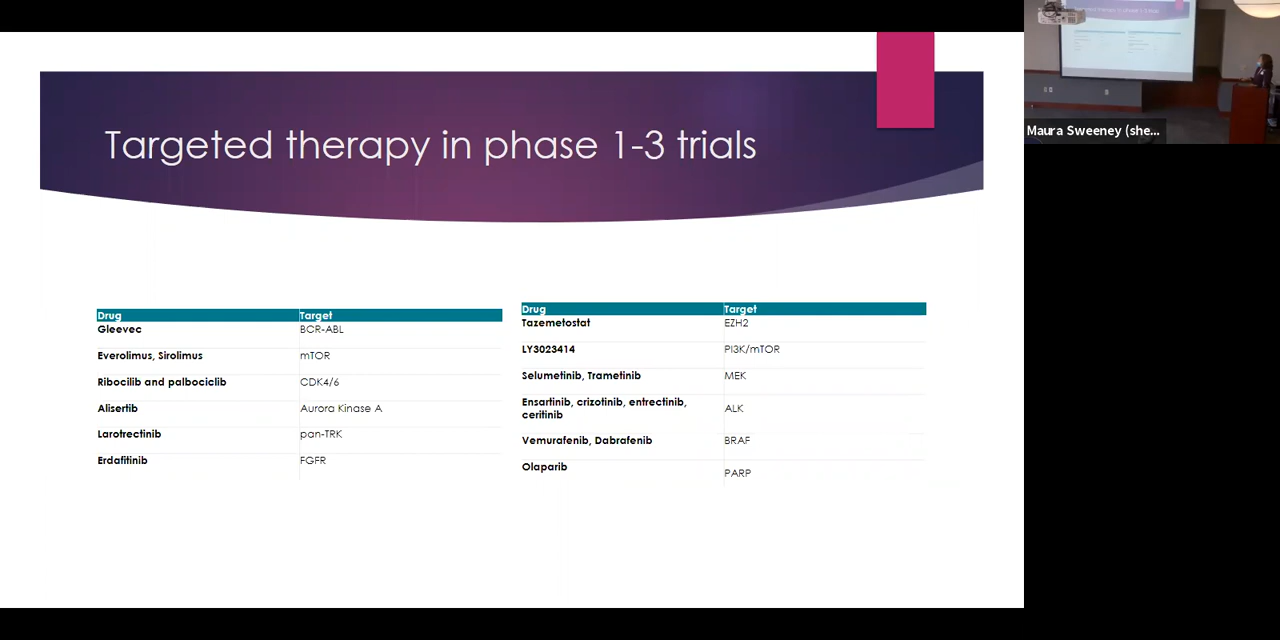 Targeted therapy in phase 1-3 trials
Drug Target
Gleevec BCR-ABL
Everolimus, Sirolimus mTOR
Ribocilib and palbociclib CDK4/6
Alisertib Aurora Kinase A
Larotrectinib pan-TRK
Erdafitinib FGFR
Drug Target
Tazemetostat EZH2
LY3023414 PI3K/mTOR
Selumetinib, Trametinib MEK
Ensartinib, crizotinib, entrectinib,
ceritinib ALK
Vemurafenib, Dabrafenib BRAF
Olaparib PARP
Maura Sweeney (she...